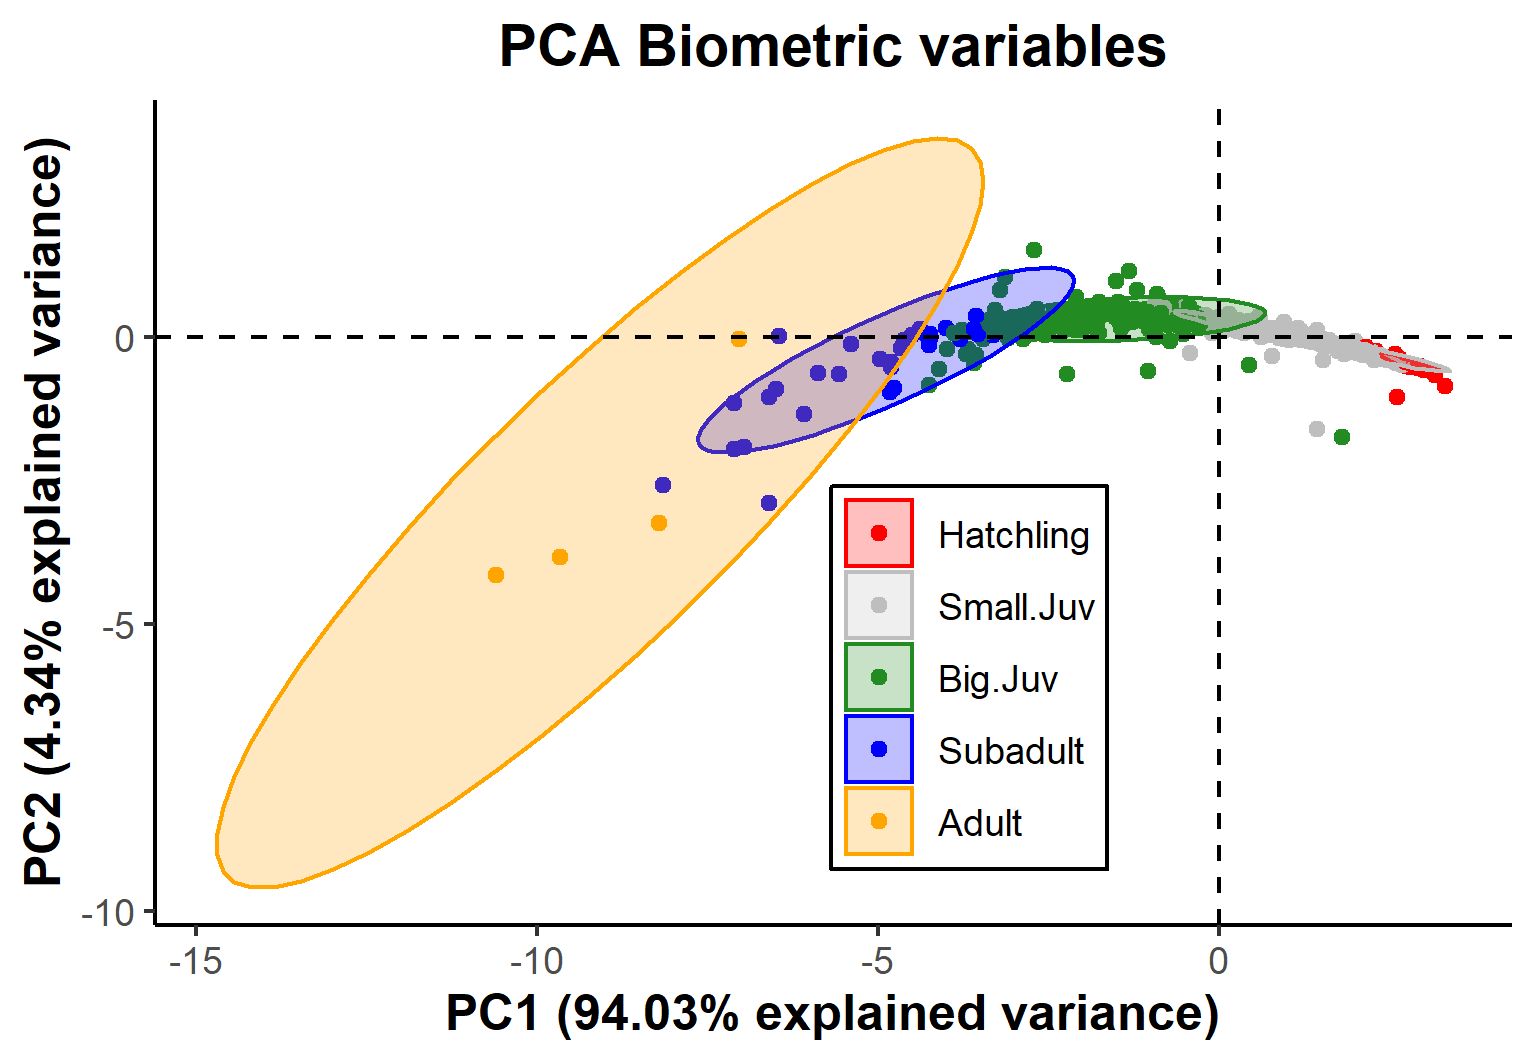 PCA Biometric variables
PC2 (4.34% explained variance)
0
-5
-10
Hatchling
Small.Juv
Big.Juv
Subadult
Adult
-15
-10
-5
0
PC1 (94.03% explained variance)